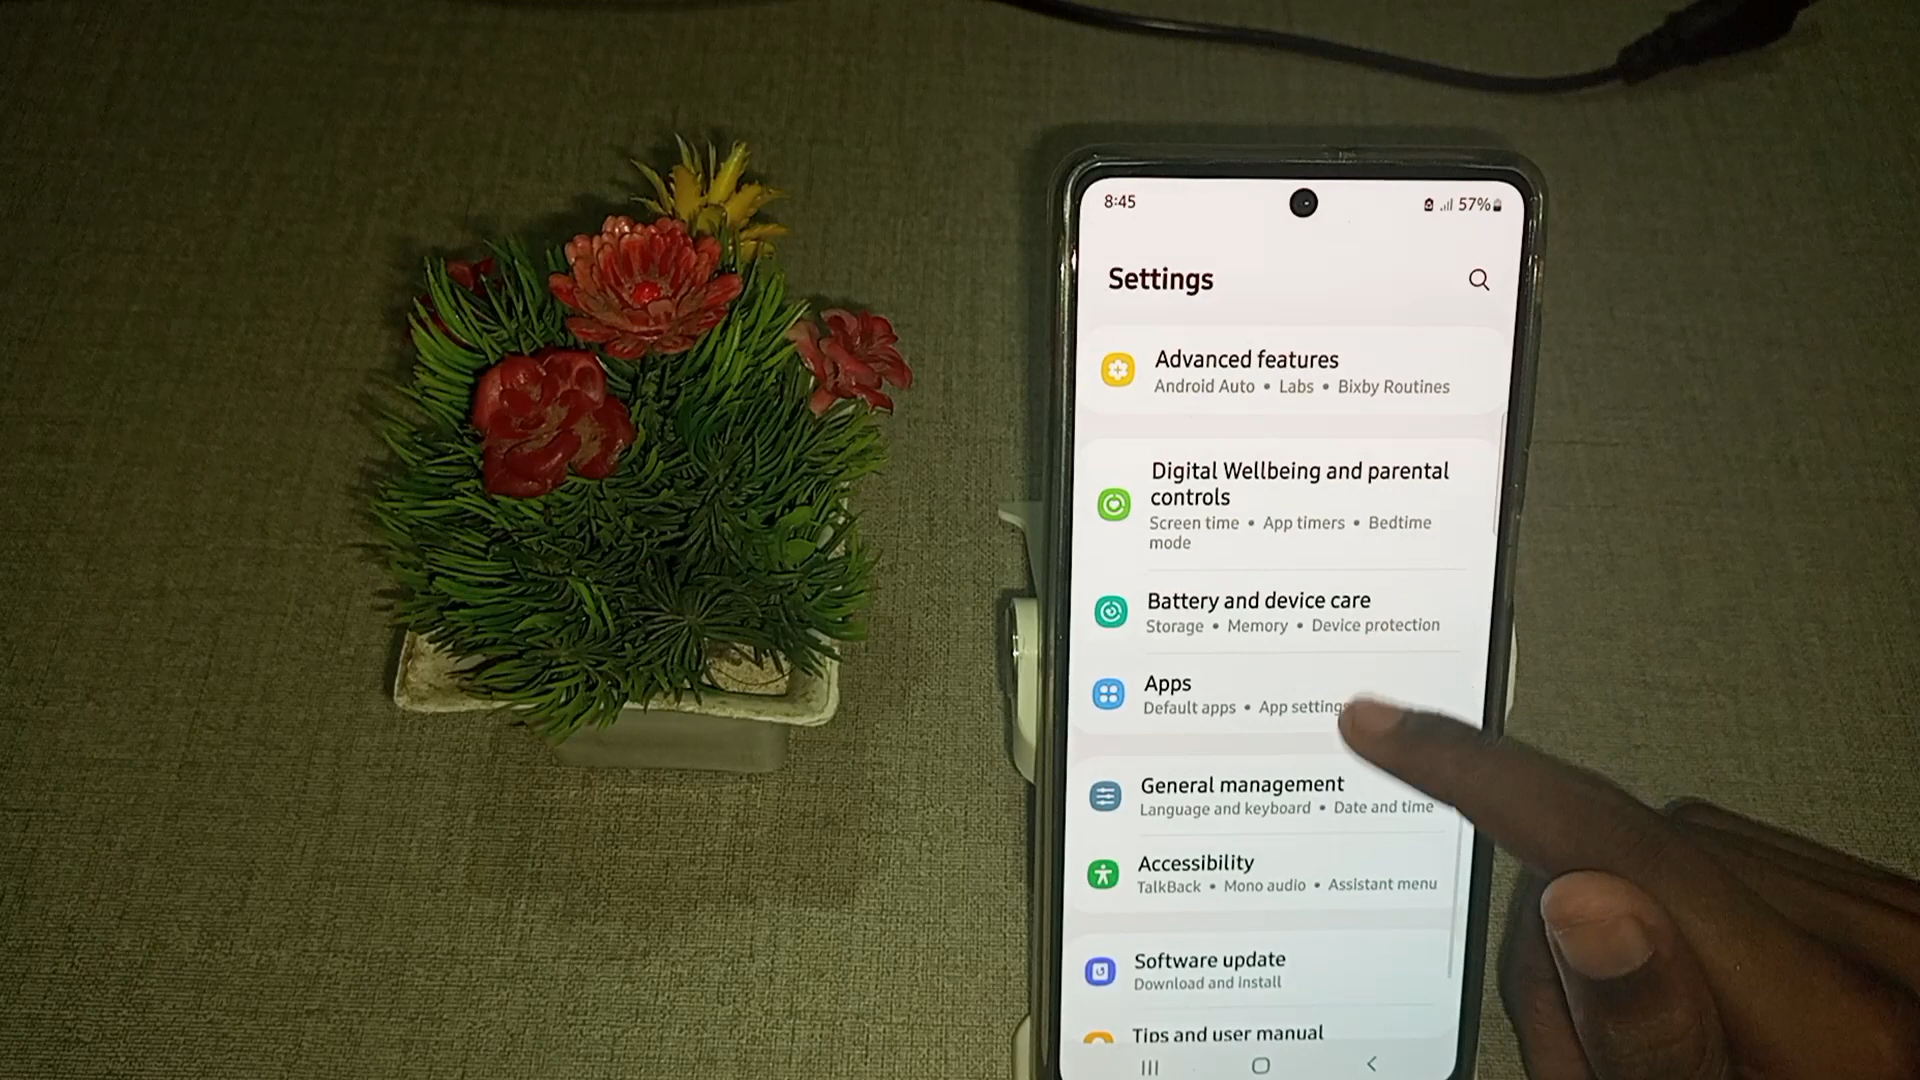 8:45
57%
Settings
Advanced features
Android Auto • Labs • Bixby Routines
Digital Wellbeing and parental
controls
Screen time • App timers • Bedtime
mode
Battery and device care
Storage • Memory • Device protection
Apps
Default apps • App settings
General management
Language and keyboard • Date and time
Accessibility
TalkBack • Mono audio • Assistant menu
Software update
Download and install
Tips and user manual